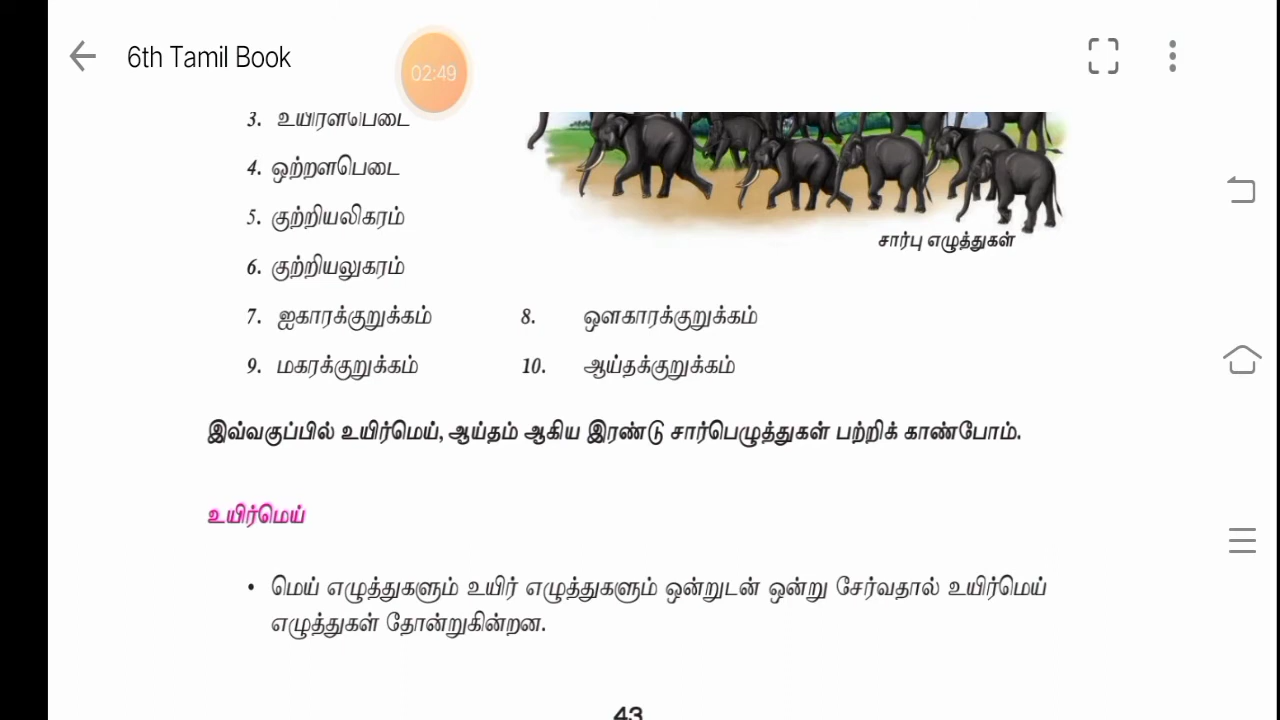 6th Tamil Book
02:49
3. உயிரளபெடை
4. ஒற்றளபெடை
5. குற்றியலிகரம்
6. குற்றியலுகரம்
சார்பு எழுத்துகள்
7. ஐகாரக்குறுக்கம் 8. ஔகாரக்குறுக்கம்
9. மகரக்குறுக்கம் 10. ஆய்தக்குறுக்கம்
இவ்வகுப்பில் உயிர்மெய், ஆய்தம் ஆகிய இரண்டு சார்பெழுத்துகள் பற்றிக் காண்போம்.
உயிர்மெய்
• மெய் எழுத்துகளும் உயிர் எழுத்துகளும் ஒன்றுடன் ஒன்று சேர்வதால் உயிர்மெய்
எழுத்துகள் தோன்றுகின்றன.
43